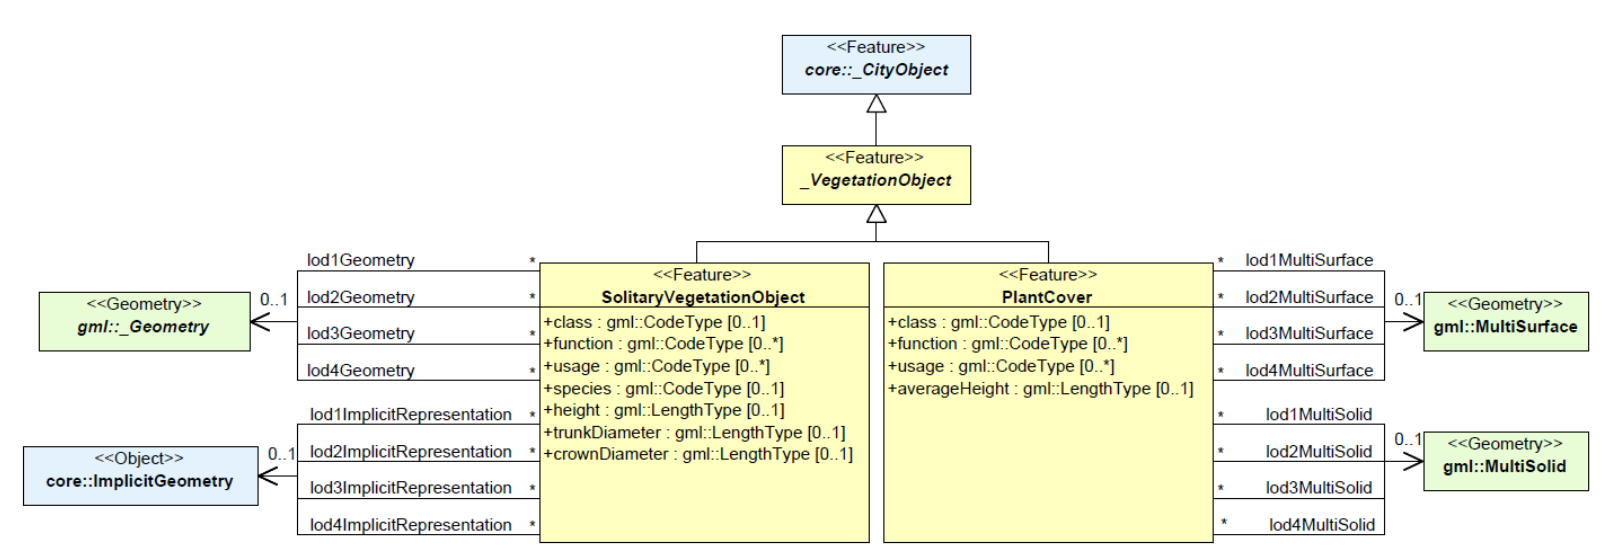 <<Feature>>
core::_CityObject
<<Feature>>
_VegetationObject
lod1Geometry *
lod2Geometry *
lod3Geometry *
lod4Geometry *
0..1
<<Geometry>>
gml::_Geometry
lod1ImplicitRepresentation *
lod2ImplicitRepresentation *
lod3ImplicitRepresentation *
lod4ImplicitRepresentation *
0..1
<<Object>>
core::ImplicitGeometry
<<Feature>>
SolitaryVegetationObject
+class : gml::CodeType [0..1]
+function : gml::CodeType [0..*]
+usage : gml::CodeType [0..*]
+species : gml::CodeType [0..1]
+height : gml::LengthType [0..1]
+trunkDiameter : gml::LengthType [0..1]
+crownDiameter : gml::LengthType [0..1]
<<Feature>>
PlantCover
+class : gml::CodeType [0..1]
+function : gml::CodeType [0..*]
+usage : gml::CodeType [0..*]
+averageHeight : gml::LengthType [0..1]
* lod1MultiSurface
* lod2MultiSurface
* lod3MultiSurface
* lod4MultiSurface
0..1
<<Geometry>>
gml::MultiSurface
* lod1MultiSolid
* lod2MultiSolid
* lod3MultiSolid
* lod4MultiSolid
0..1
<<Geometry>>
gml::MultiSolid